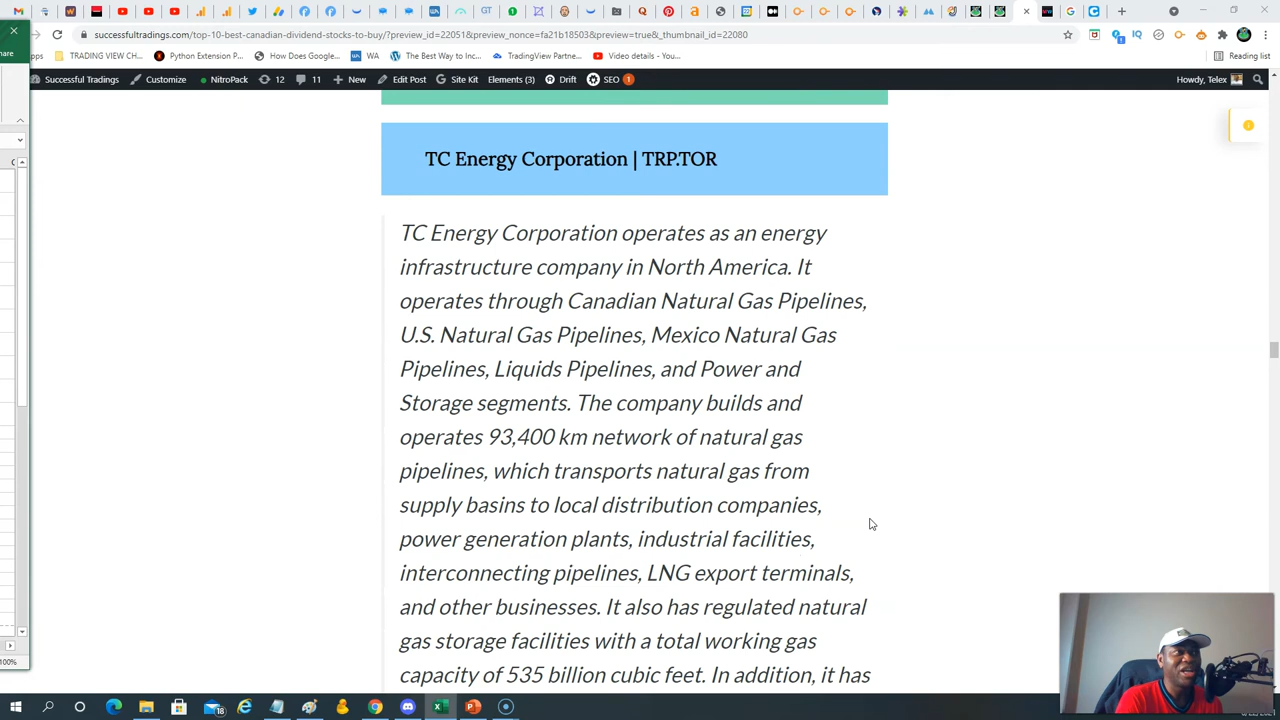 successfultradings.com/top-10-best-canadian-dividend-stocks-to-buy/?preview_id=22051&preview_nonce=fa21b18503&preview=true&_thumbnail_id=22080
TRADING VIEW CH...
Python Extension P...
How Does Google...
WA
The Best Way to Inc...
TradingView Partne...
Video details - You...
Reading list
Successful Tradings
Customize
NitroPack
12
11
New
Edit Post
Site Kit
Elements (3)
Drift
SEO
1
Howdy, Telex
TC Energy Corporation | TRP.TOR
TC Energy Corporation operates as an energy
infrastructure company in North America. It
operates through Canadian Natural Gas Pipelines,
U.S. Natural Gas Pipelines, Mexico Natural Gas
Pipelines, Liquids Pipelines, and Power and
Storage segments. The company builds and
operates 93,400 km network of natural gas
pipelines, which transports natural gas from
supply basins to local distribution companies,
power generation plants, industrial facilities,
interconnecting pipelines, LNG export terminals,
and other businesses. It also has regulated natural
gas storage facilities with a total working gas
capacity of 535 billion cubic feet. In addition, it has
100%